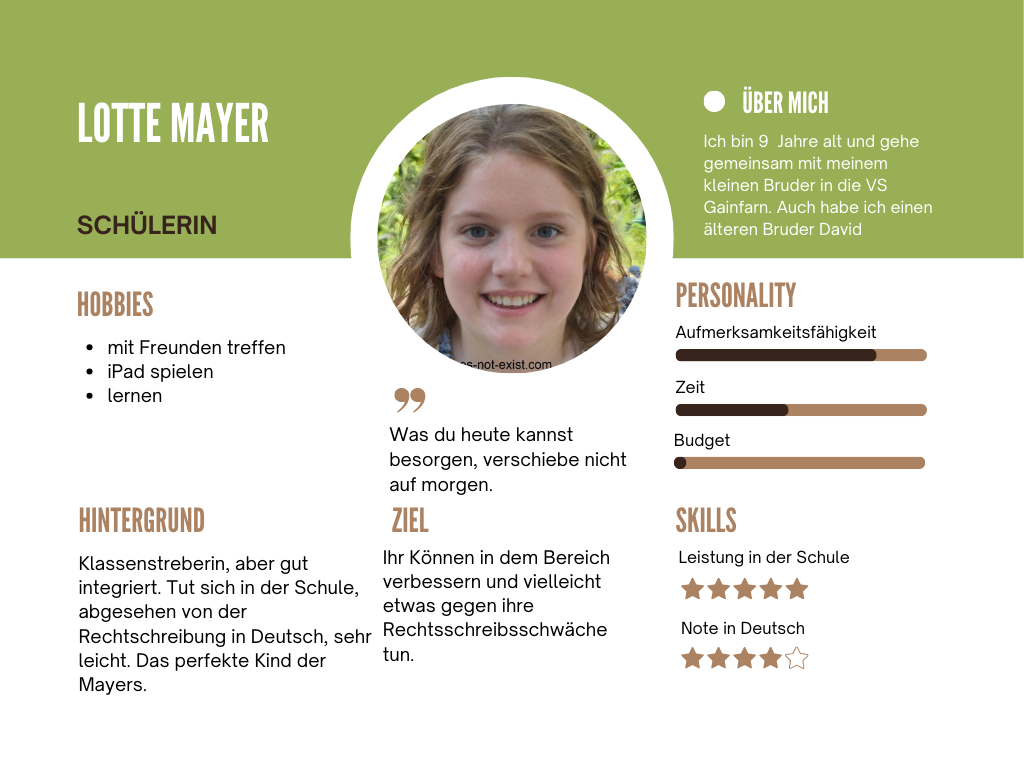 LOTTE MAYER
SCHÜLERIN
ÜBER MICH
Ich bin 9  Jahre alt und gehe
gemeinsam mit meinem
kleinen Bruder in die VS
Gainfarn. Auch habe ich einen
älteren Bruder David
HOBBIES
mit Freunden treffen
iPad spielen
lernen
es-not-exist.com
”
Was du heute kannst
besorgen, verschiebe nicht
auf morgen.
PERSONALITY
Aufmerksamkeitsfähigkeit
Zeit
Budget
HINTERGRUND
Klassenstreberin, aber gut
integriert. Tut sich in der Schule,
abgesehen von der
Rechtschreibung in Deutsch, sehr
leicht. Das perfekte Kind der
Mayers.
ZIEL
Ihr Können in dem Bereich
verbessern und vielleicht
etwas gegen ihre
Rechtsschreibsschwäche
tun.
SKILLS
Leistung in der Schule
Note in Deutsch